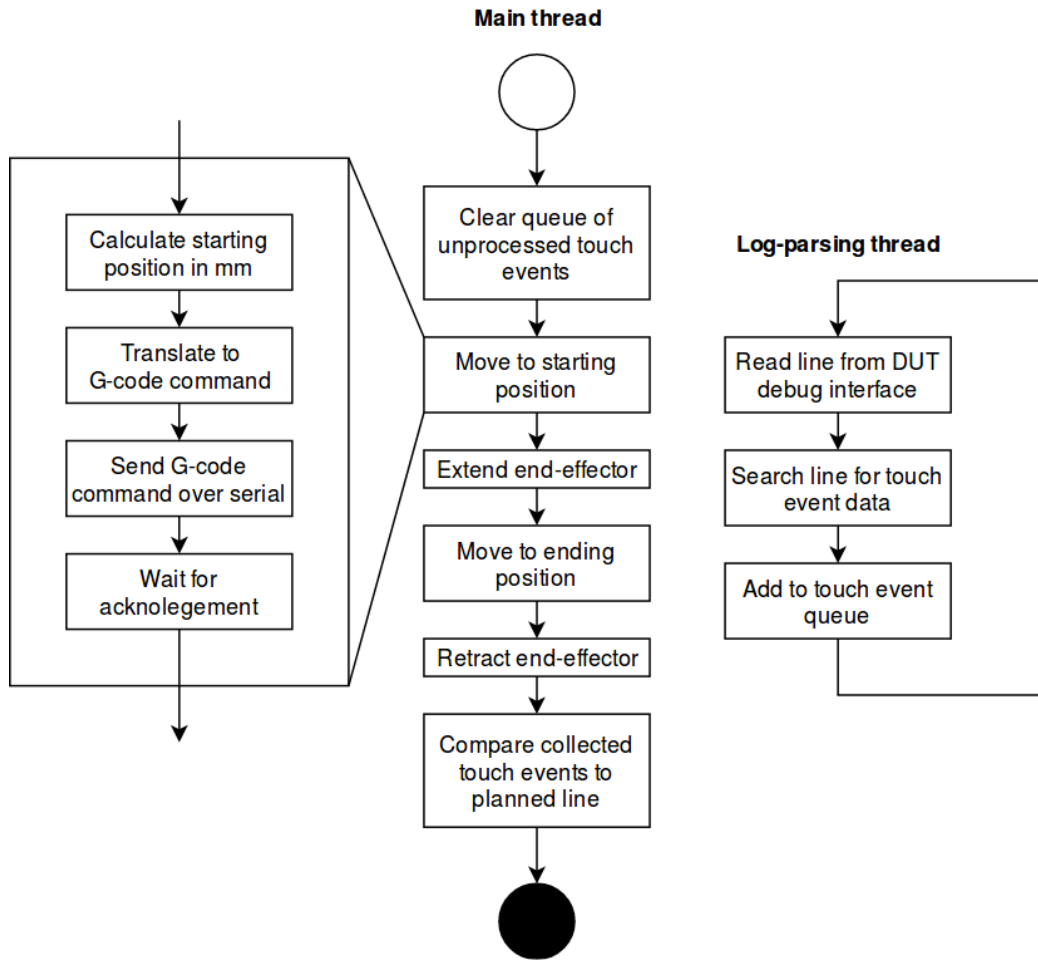 Main thread
Calculate starting
position in mm
Translate to
G-code command
Send G-code
command over serial
Wait for
acknolegement
Clear queue of
unprocessed touch
events
Move to starting
position
Extend end-effector
Move to ending
position
Retract end-effector
Compare collected
touch events to
planned line
Log-parsing thread
Read line from DUT
debug interface
Search line for touch
event data
Add to touch event
queue